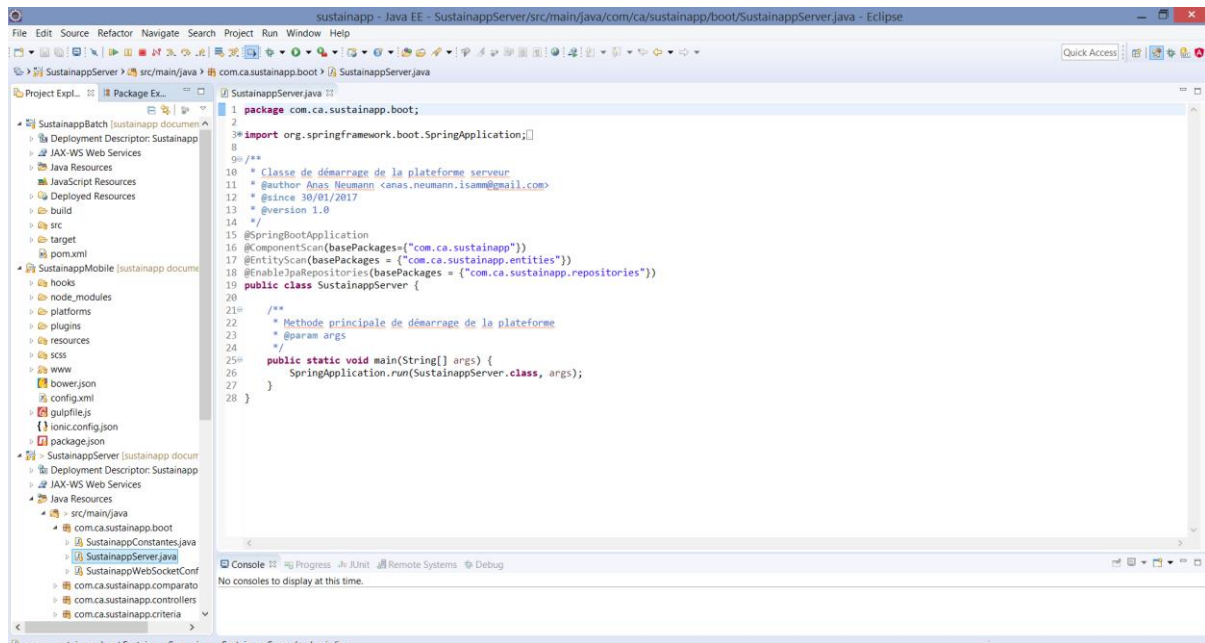 sustainapp - Java EE - SustainappServer/src/main/java/com/ca/sustainapp/boot/SustainappServer.java - Eclipse
File Edit Source Refactor Navigate Search Project Run Window Help
Quick Access
SustainappServer src/main/java com.ca.sustainapp.boot SustainappServer.java
Project Expl... Package Ex...
SustainappBatch [sustainapp documen
Deployment Descriptor: Sustainapp
JAX-WS Web Services
Java Resources
JavaScript Resources
Deployed Resources
build
src
target
pom.xml
SustainappMobile [sustainapp docume
hooks
node_modules
platforms
plugins
resources
scss
www
bower.json
config.xml
gulpfile.js
ionic.config.json
package.json
> SustainappServer [sustainapp docum
Deployment Descriptor: Sustainapp
JAX-WS Web Services
Java Resources
> src/main/java
com.ca.sustainapp.boot
SustainappConstantes.java
SustainappServer.java
SustainappWebSocketConf
com.ca.sustainapp.comparato
com.ca.sustainapp.controllers
com.ca.sustainapp.criteria
SustainappServer.java
1 package com.ca.sustainapp.boot;
2
3 import org.springframework.boot.SpringApplication;
8
9 /**
10 * Classe de démarrage de la plateforme serveur
11 * @author Anas Neumann <anas.neumann.isamm@gmail.com>
12 * @since 30/01/2017
13 * @version 1.0
14 */
15 @SpringBootApplication
16 @ComponentScan(basePackages={"com.ca.sustainapp"})
17 @EntityScan(basePackages = {"com.ca.sustainapp.entities"})
18 @EnableJpaRepositories(basePackages = {"com.ca.sustainapp.repositories"})
19 public class SustainappServer {
20
21 /**
22 * Methode principale de démarrage de la plateforme
23 * @param args
24 */
25 public static void main(String[] args) {
26 SpringApplication.run(SustainappServer.class, args);
27 }
28 }
Console Progress JUnit Remote Systems Debug
No consoles to display at this time.